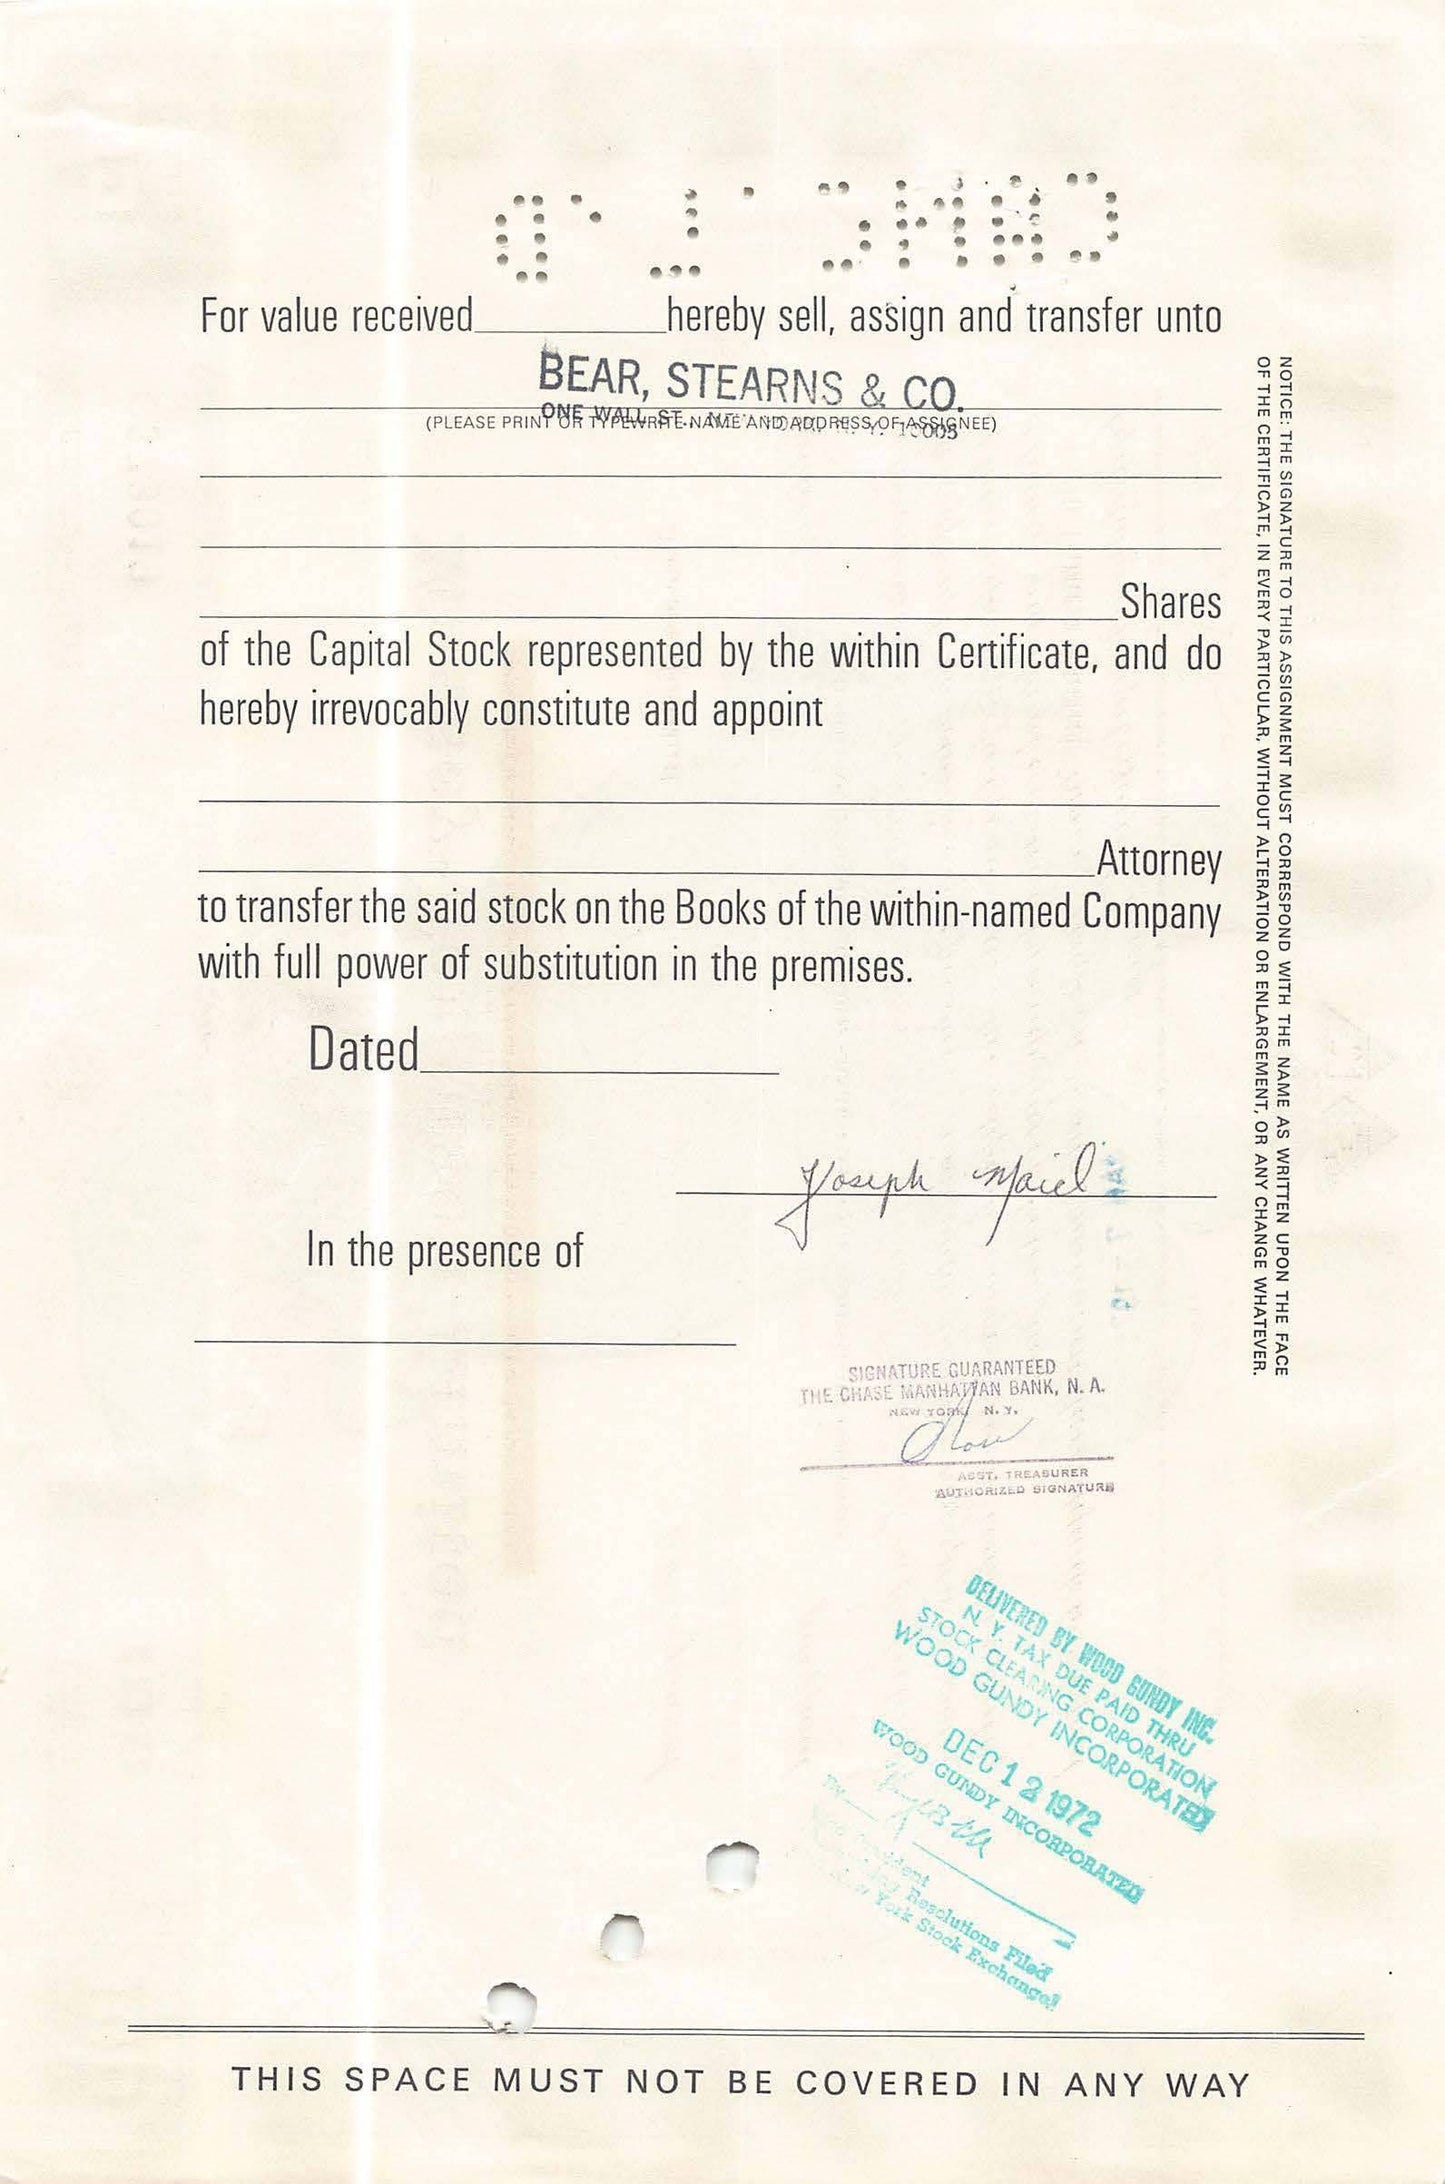 For value received hereby sell, assign and transfer unto
BEAR, STEARNS & CO.
ONE WALL ST., N. Y. 10005
(PLEASE PRINT OR TYPEWRITE NAME AND ADDRESS OF ASSIGNEE)
Shares
of the Capital Stock represented by the within Certificate, and do
hereby irrevocably constitute and appoint
Attorney
to transfer the said stock on the Books of the within-named Company
with full power of substitution in the premises.
Dated
Joseph
In the presence of
SIGNATURE GUARANTEED
THE CHASE MANHATTAN BANK, N. A.
NEW YORK, N. Y.
ASST. TREASURER
AUTHORIZED SIGNATURE
DELIVERED BY WOOD GUNDY INC.
N. Y. TAX DUE PAID THRU
STOCK CLEARING CORPORATION
WOOD GUNDY INCORPORATED
DEC 12 1972
WOOD GUNDY INCORPORATED
By
Resolutions Filed
York Stock Exchange
THIS SPACE MUST NOT BE COVERED IN ANY WAY
NOTICE: THE SIGNATURE TO THIS ASSIGNMENT MUST CORRESPOND WITH THE NAME AS WRITTEN UPON THE FACE
OF THE CERTIFICATE, IN EVERY PARTICULAR, WITHOUT ALTERATION OR ENLARGEMENT, OR ANY CHANGE WHATEVER.